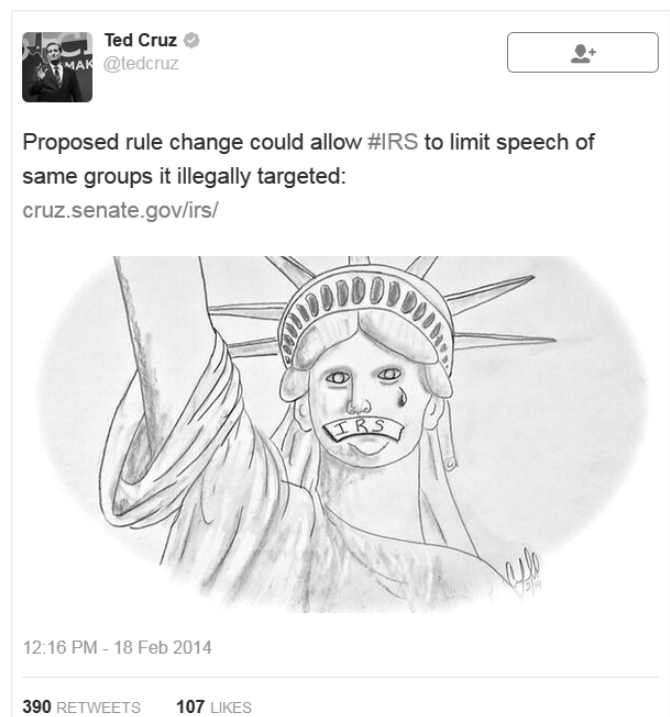 Ted Cruz
@tedcruz
MAK
Proposed rule change could allow #IRS to limit speech of
same groups it illegally targeted:
cruz.senate.gov/irs/
IRS
12:16 PM - 18 Feb 2014
390 RETWEETS 107 LIKES